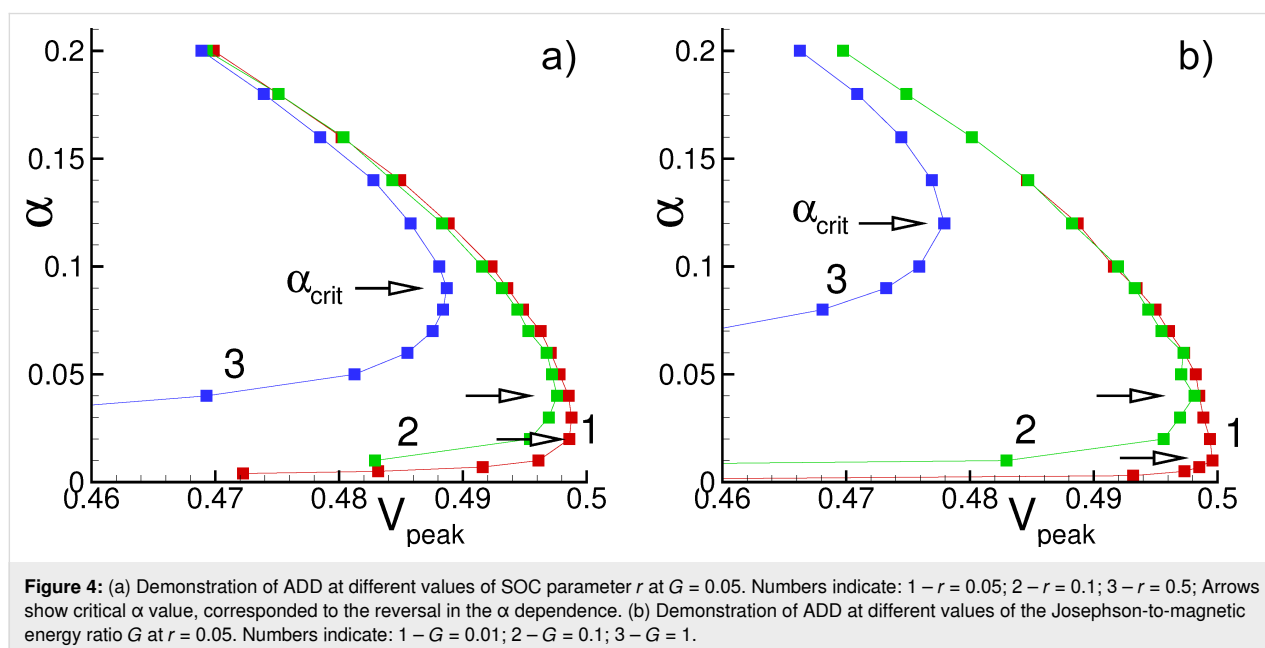 a)
0.2
0.15
α
0.1
α_crit
3
0.05
2
1
0
0.46
0.47
0.48
0.49
0.5
V_peak
b)
0.2
0.15
α
α_crit
0.1
3
0.05
2
1
0
0.46
0.47
0.48
0.49
0.5
V_peak
Figure 4: (a) Demonstration of ADD at different values of SOC parameter r at G = 0.05. Numbers indicate: 1 – r = 0.05; 2 – r = 0.1; 3 – r = 0.5; Arrows
show critical α value, corresponded to the reversal in the α dependence. (b) Demonstration of ADD at different values of the Josephson-to-magnetic
energy ratio G at r = 0.05. Numbers indicate: 1 – G = 0.01; 2 – G = 0.1; 3 – G = 1.